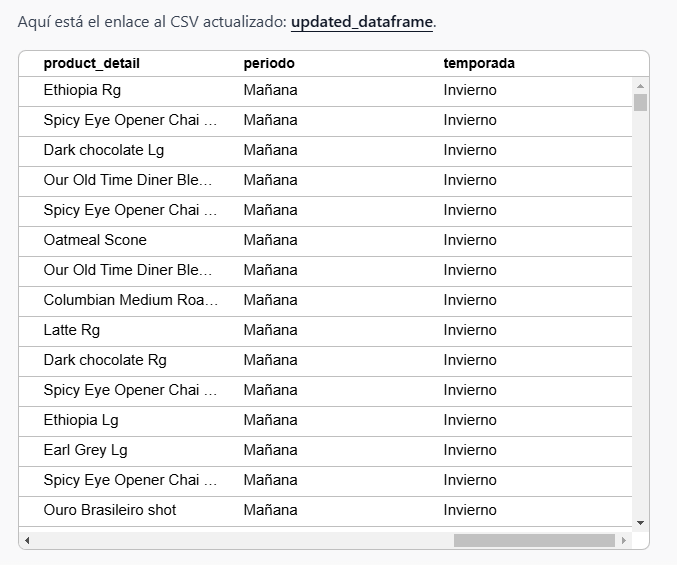 Aquí está el enlace al CSV actualizado: updated_dataframe.
product_detail periodo temporada
Ethiopia Rg Mañana Invierno
Spicy Eye Opener Chai ... Mañana Invierno
Dark chocolate Lg Mañana Invierno
Our Old Time Diner Ble... Mañana Invierno
Spicy Eye Opener Chai ... Mañana Invierno
Oatmeal Scone Mañana Invierno
Our Old Time Diner Ble... Mañana Invierno
Columbian Medium Roa... Mañana Invierno
Latte Rg Mañana Invierno
Dark chocolate Rg Mañana Invierno
Spicy Eye Opener Chai ... Mañana Invierno
Ethiopia Lg Mañana Invierno
Earl Grey Lg Mañana Invierno
Spicy Eye Opener Chai ... Mañana Invierno
Ouro Brasileiro shot Mañana Invierno